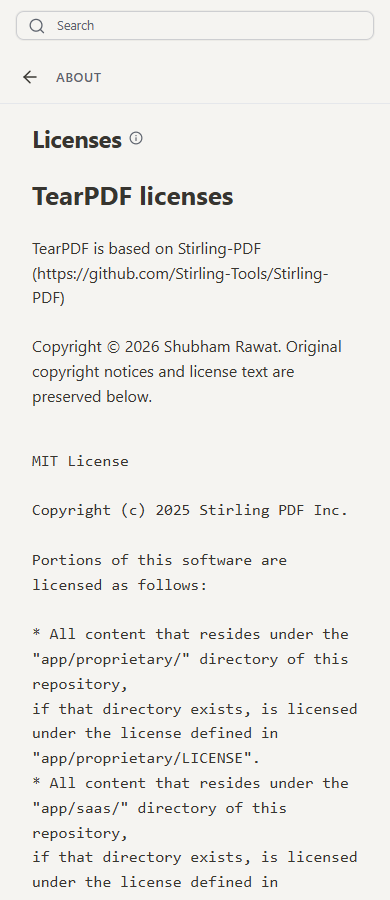 Search
ABOUT
Licenses
TearPDF licenses
TearPDF is based on Stirling-PDF
(https://github.com/Stirling-Tools/Stirling-
PDF)
Copyright © 2026 Shubham Rawat. Original
copyright notices and license text are
preserved below.
MIT License
Copyright (c) 2025 Stirling PDF Inc.
Portions of this software are
licensed as follows:
* All content that resides under the
"app/proprietary/" directory of this
repository,
if that directory exists, is licensed
under the license defined in
"app/proprietary/LICENSE".
* All content that resides under the
"app/saas/" directory of this
repository,
if that directory exists, is licensed
under the license defined in